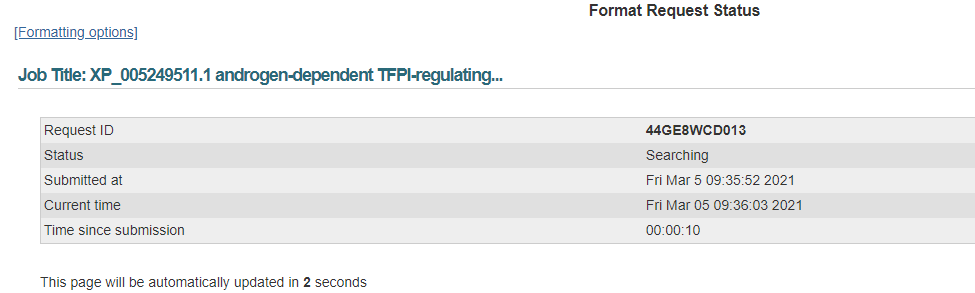 Format Request Status
[Formatting options]
Job Title: XP_005249511.1 androgen-dependent TFPI-regulating...
Request ID 44GE8WCD013
Status Searching
Submitted at Fri Mar 5 09:35:52 2021
Current time Fri Mar 05 09:36:03 2021
Time since submission 00:00:10
This page will be automatically updated in 2 seconds